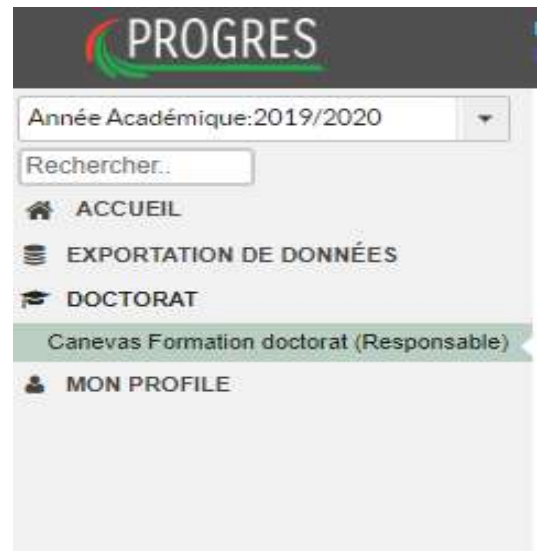 PROGRES
Année Académique:2019/2020
Rechercher..
ACCUEIL
EXPORTATION DE DONNÉES
DOCTORAT
Canevas Formation doctorat (Responsable)
MON PROFILE